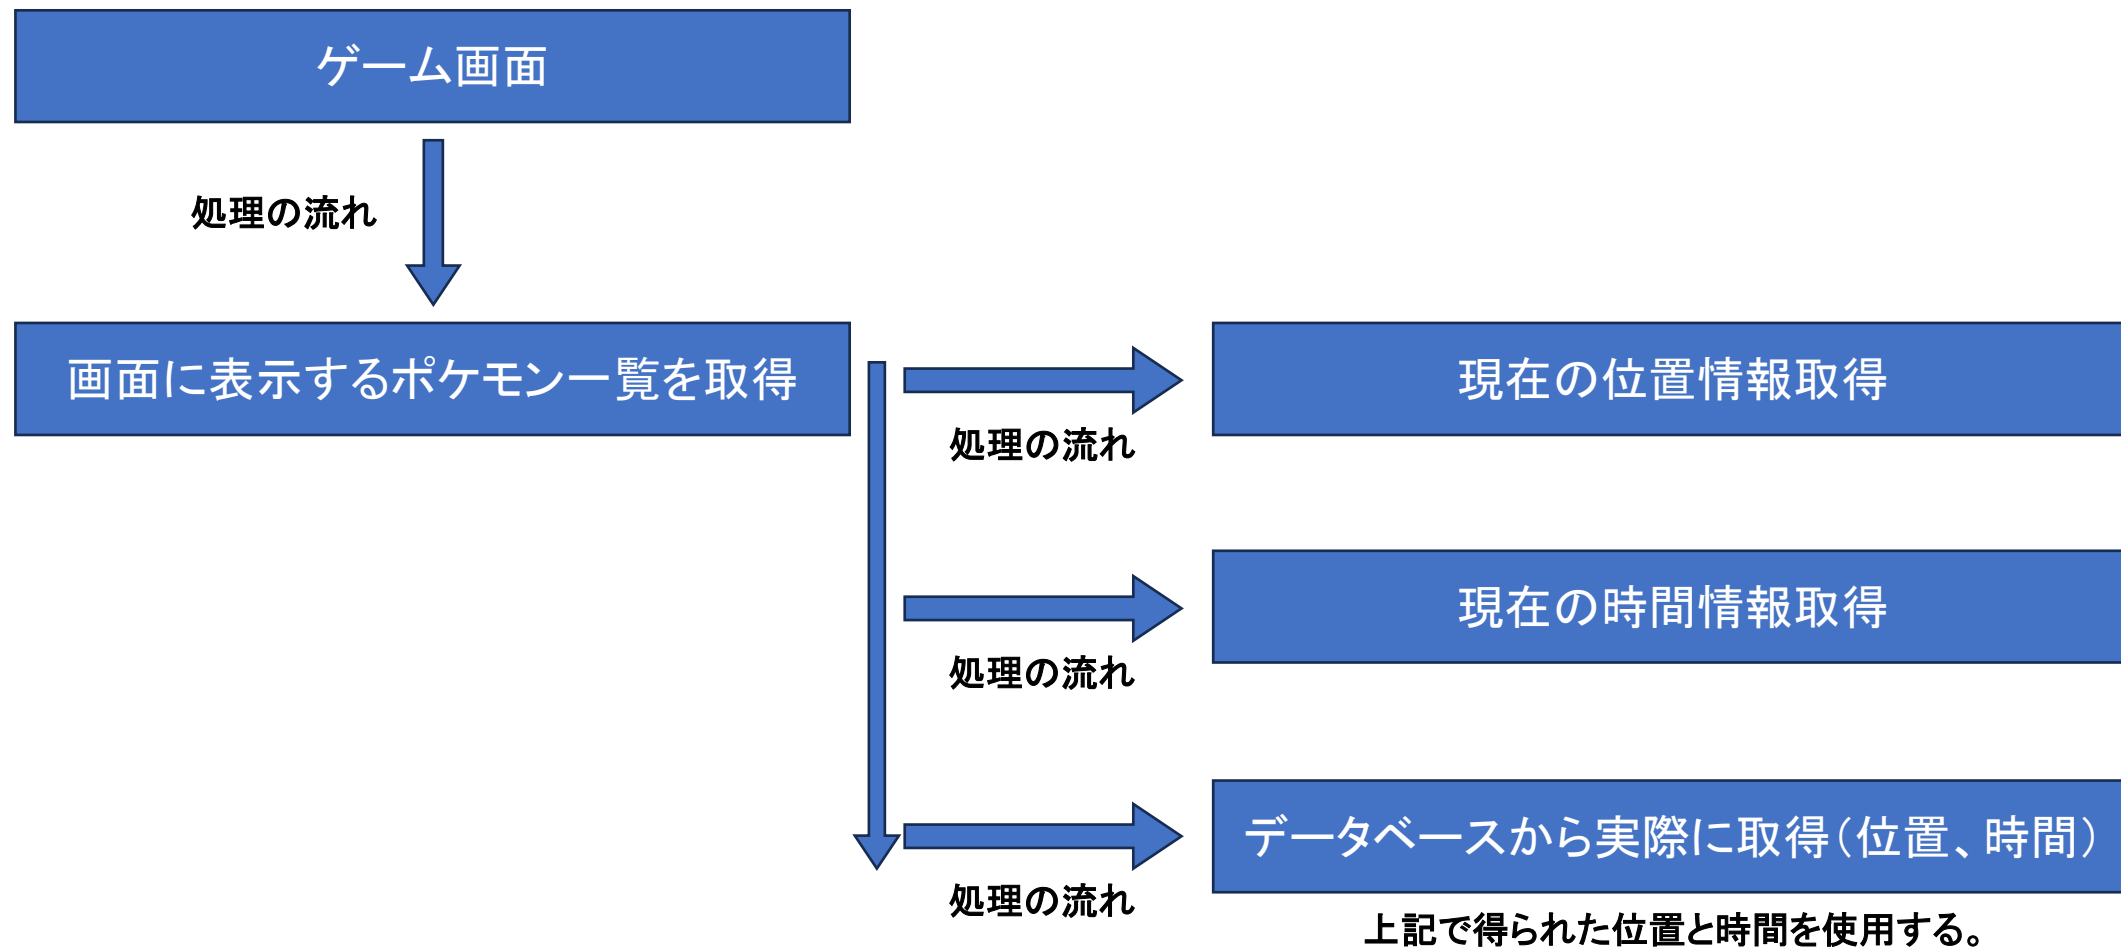 ゲーム画面
処理の流れ
画面に表示するポケモン一覧を取得
現在の位置情報取得
処理の流れ
現在の時間情報取得
処理の流れ
データベースから実際に取得（位置、時間）
処理の流れ
上記で得られた位置と時間を使用する。